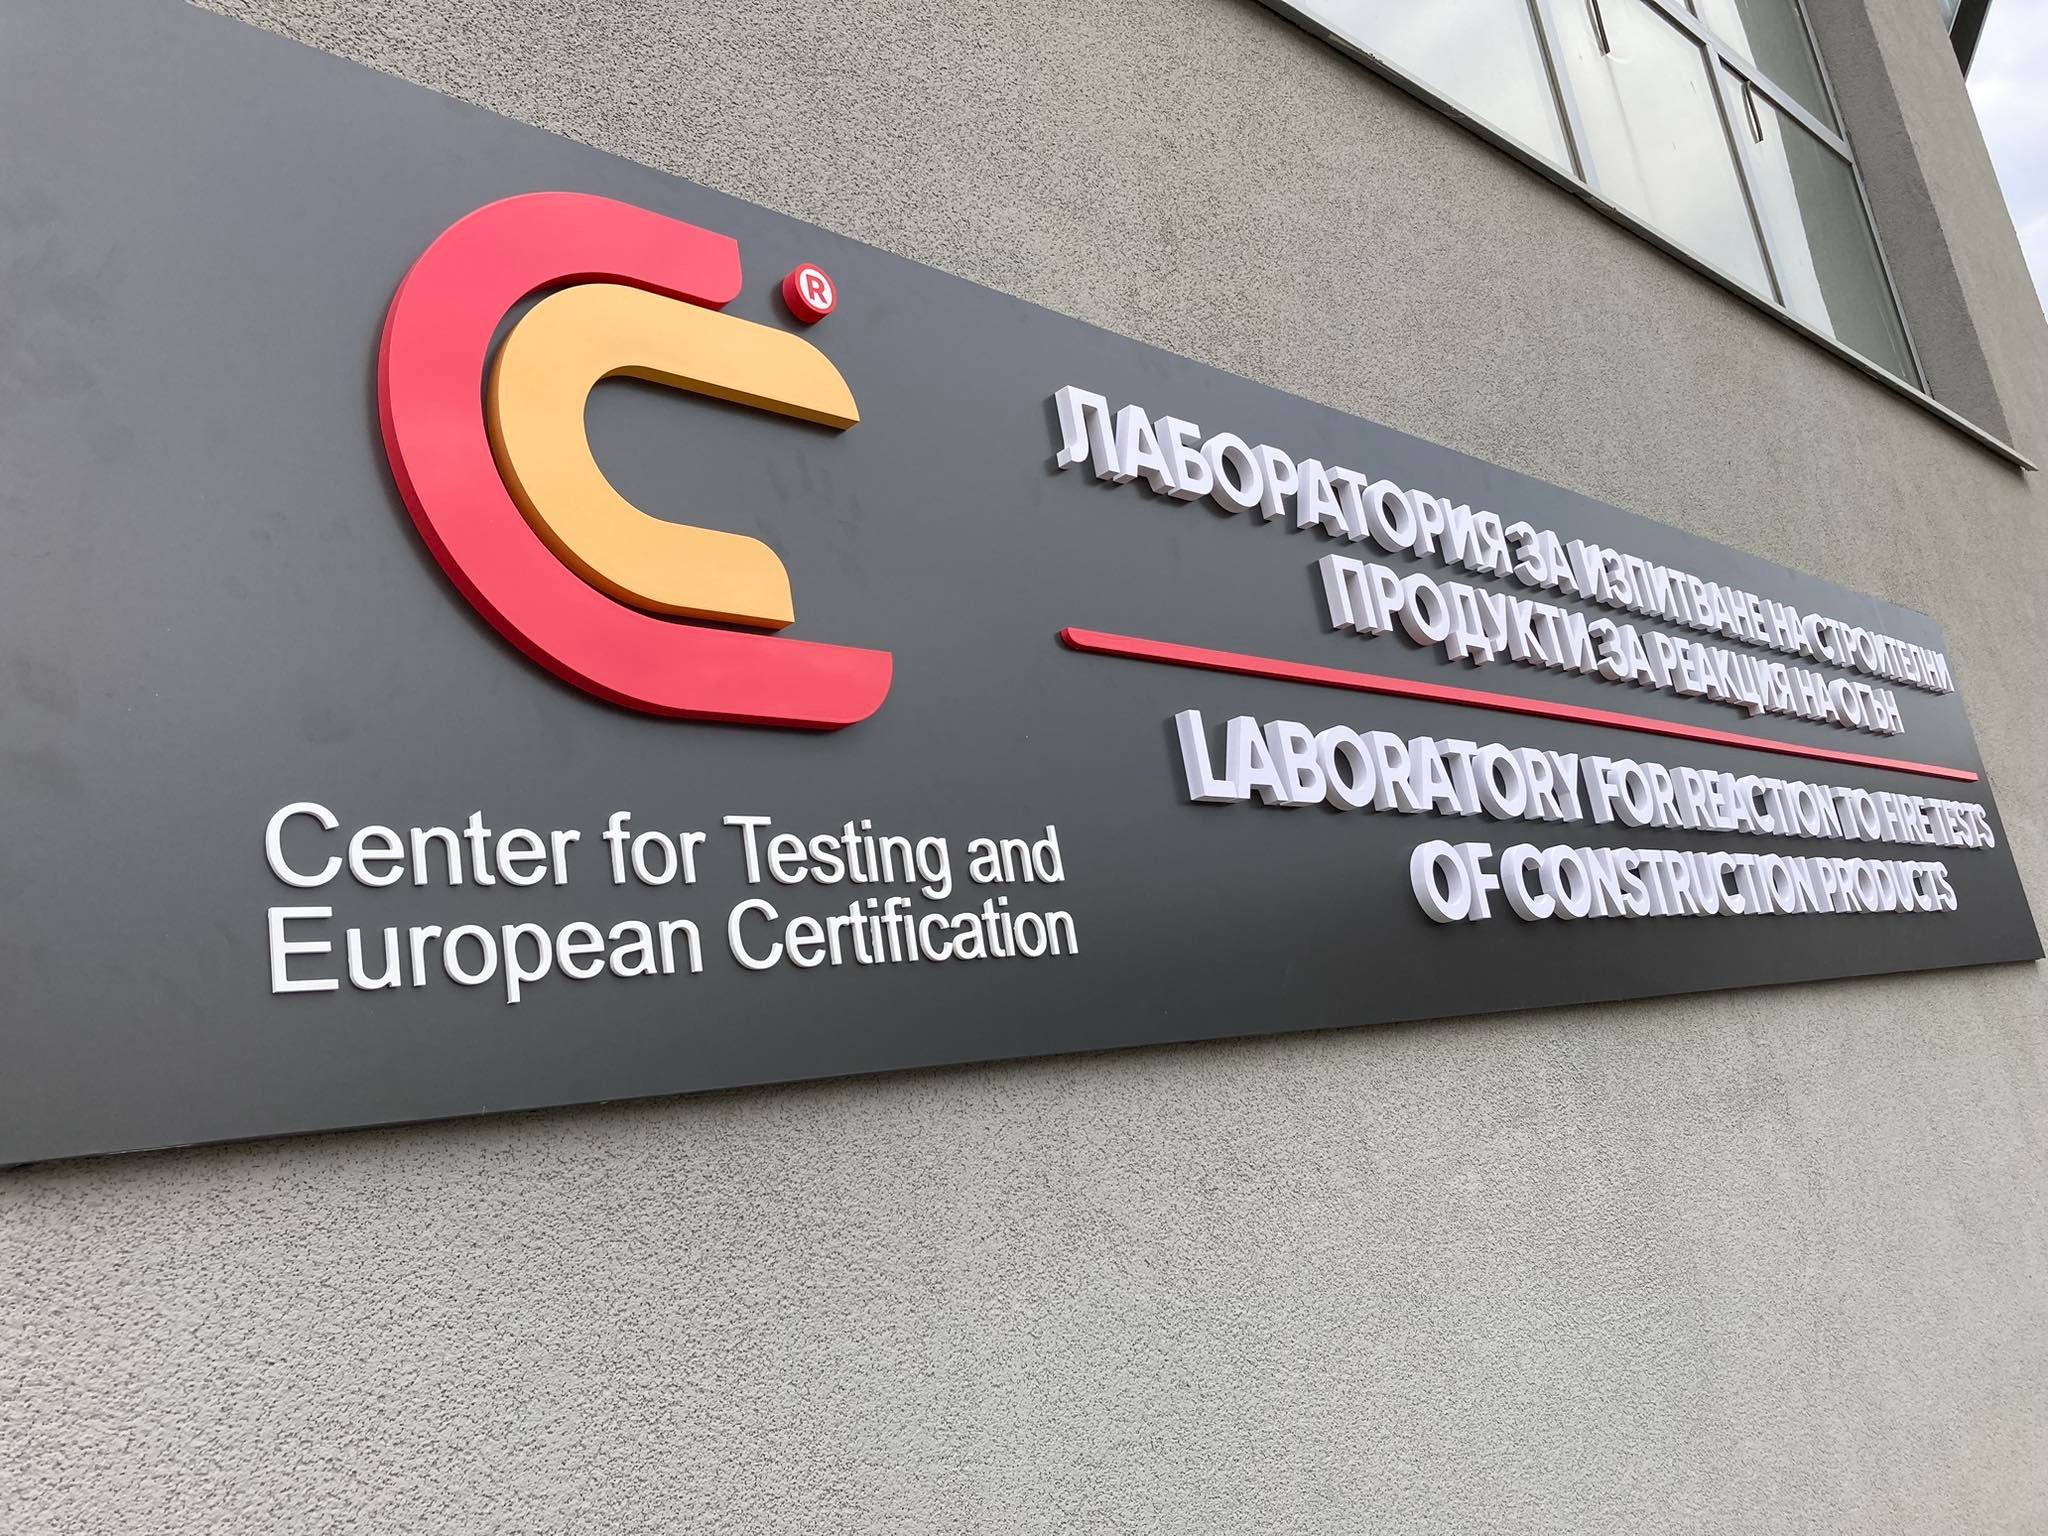 ®
Center for Testing and
European Certification
ЛАБОРАТОРИЯ ЗА ИЗПИТВАНЕ НА СТРОИТЕЛНИ
ПРОДУКТИ ЗА РЕАКЦИЯ НА ОГЪН
LABORATORY FOR REACTION TO FIRE TESTS
OF CONSTRUCTION PRODUCTS